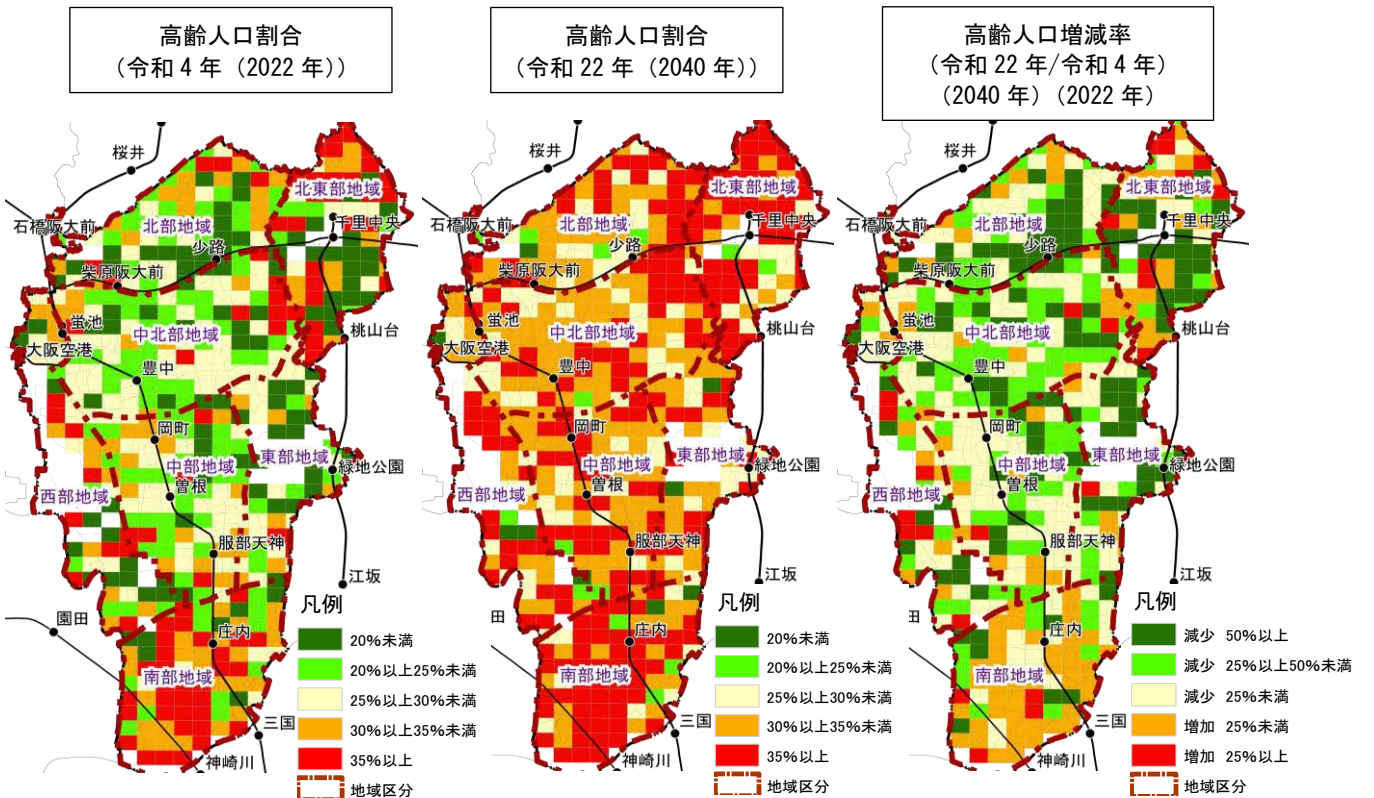 高齢人口割合
（令和 4 年（2022 年））
高齢人口割合
（令和 22 年（2040 年））
高齢人口増減率
（令和 22 年/令和 4 年）
（2040 年）（2022 年）
桜井
北東部地域
石橋阪大前
北部地域
千里中央
少路
柴原阪大前
蛍池
中北部地域
桃山台
大阪空港
豊中
岡町
中部地域
東部地域
緑地公園
西部地域
曽根
服部天神
江坂
園田
庄内
南部地域
三国
神崎川
凡例
20%未満
20%以上25%未満
25%以上30%未満
30%以上35%未満
35%以上
地域区分
桜井
北東部地域
石橋阪大前
北部地域
千里中央
少路
柴原阪大前
蛍池
中北部地域
桃山台
大阪空港
豊中
岡町
中部地域
東部地域
緑地公園
西部地域
曽根
服部天神
江坂
田
庄内
南部地域
三国
神崎川
凡例
20%未満
20%以上25%未満
25%以上30%未満
30%以上35%未満
35%以上
地域区分
桜井
北東部地域
石橋阪大前
北部地域
千里中央
少路
柴原阪大前
蛍池
中北部地域
桃山台
大阪空港
豊中
岡町
中部地域
東部地域
緑地公園
西部地域
曽根
服部天神
江坂
田
庄内
南部地域
三国
神崎川
凡例
減少 50%以上
減少 25%以上50%未満
減少 25%未満
増加 25%未満
増加 25%以上
地域区分